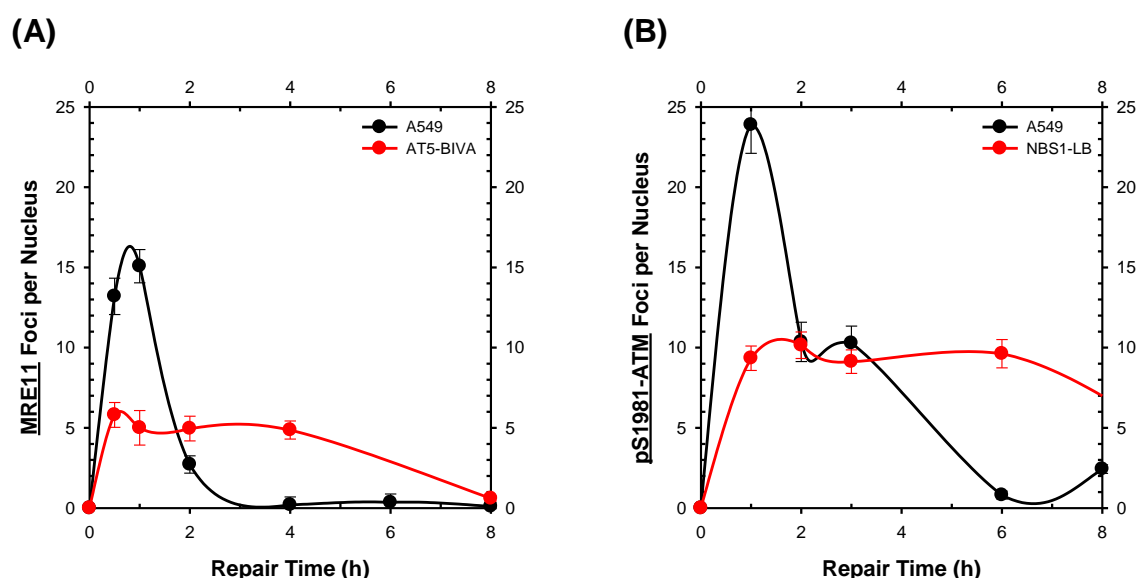 (A)
0 2 4 6 8
25 25
20 20
15 15
10 10
5 5
0 0
A549
AT5-BIVA
MRE11 Foci per Nucleus
0 2 4 6 8
Repair Time (h)
(B)
0 2 4 6 8
25 25
20 20
15 15
10 10
5 5
0 0
A549
NBS1-LB
pS1981-ATM Foci per Nucleus
0 2 4 6 8
Repair Time (h)